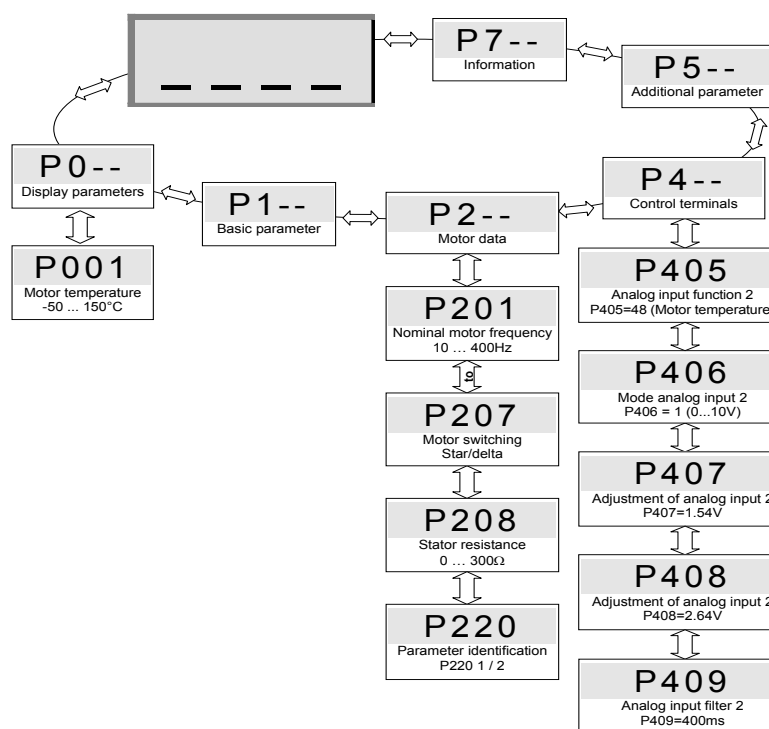 P7--
Information
P5--
Additional parameter
P0--
Display parameters
P1--
Basic parameter
P2--
Motor data
P4--
Control terminals
P001
Motor temperature
-50 ... 150°C
P201
Nominal motor frequency
10 ... 400Hz
to
P207
Motor switching
Star/delta
P208
Stator resistance
0 ... 300Ω
P220
Parameter identification
P220 1 / 2
P405
Analog input function 2
P405=48 (Motor temperature
P406
Mode analog input 2
P406 = 1 (0...10V)
P407
Adjustment of analog input 2
P407=1.54V
P408
Adjustment of analog input 2
P408=2.64V
P409
Analog input filter 2
P409=400ms